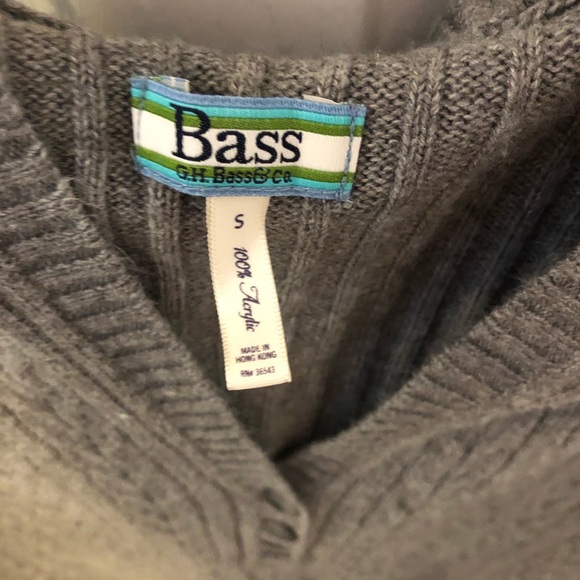 Bass
G.H. Bass & Co
S
100% Acrylic
MADE IN
HONG KONG
RN# 36543